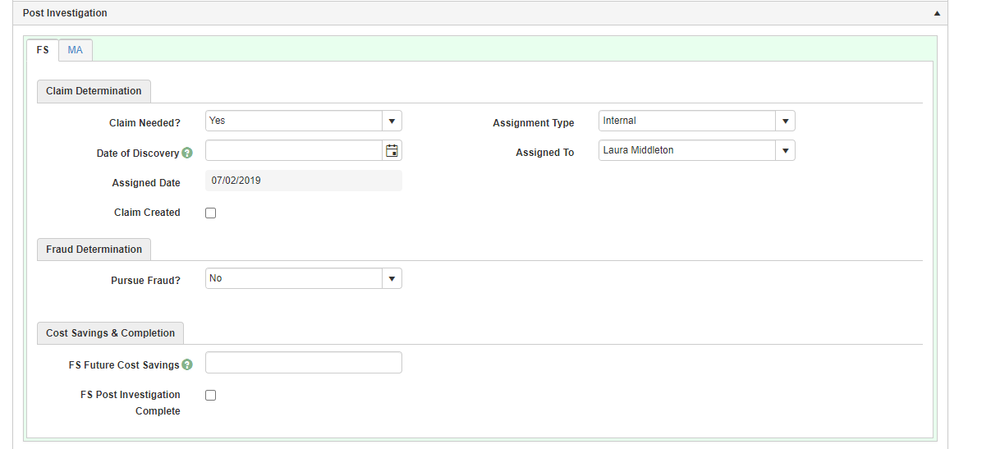 Post Investigation
FS MA
Claim Determination
Claim Needed? Yes Assignment Type Internal
Date of Discovery ? Assigned To Laura Middleton
Assigned Date 07/02/2019
Claim Created
Fraud Determination
Pursue Fraud? No
Cost Savings & Completion
FS Future Cost Savings ?
FS Post Investigation
Complete